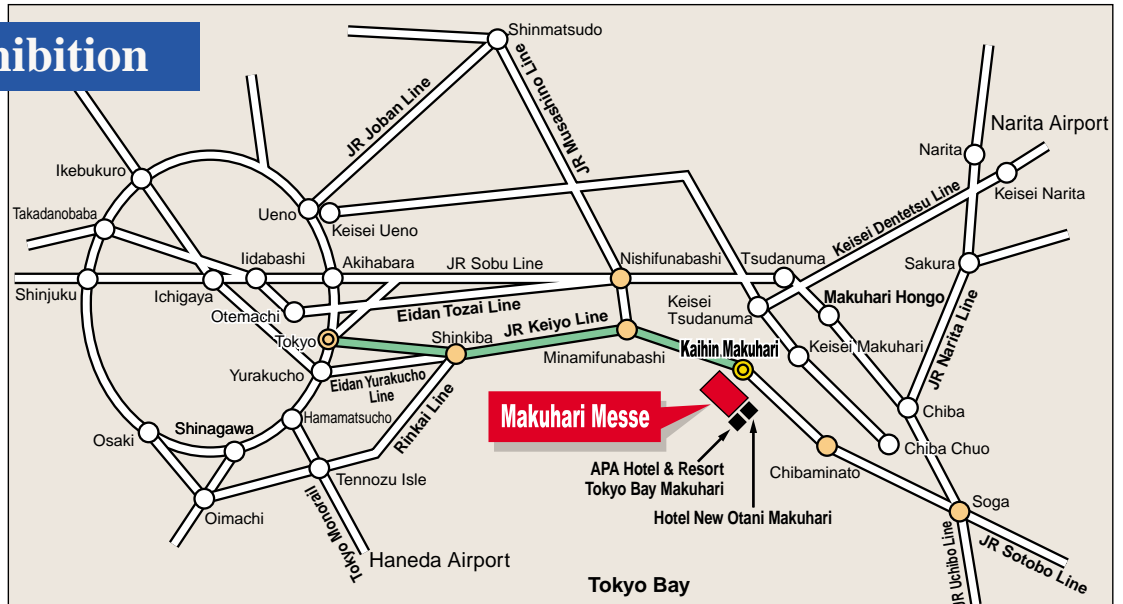 hibition
Shinmatsudo
JR Joban Line
JR Musashino Line
Narita Airport
Narita
Keisei Narita
Ikebukuro
Takadanobaba
Ueno
Keisei Ueno
Keisei Dentetsu Line
Iidabashi
Akihabara
JR Sobu Line
Nishifunabashi
Tsudanuma
Sakura
Shinjuku
Ichigaya
Otemachi
Eidan Tozai Line
Keisei
Tsudanuma
Makuhari Hongo
JR Narita Line
Tokyo
Shinkiba
JR Keiyo Line
Minamifunabashi
Kaihin Makuhari
Keisei Makuhari
Yurakucho
Eidan Yurakucho
Line
Rinkai Line
Hamamatsucho
Makuhari Messe
Chiba
Osaki
Shinagawa
Chiba Chuo
APA Hotel & Resort
Tokyo Bay Makuhari
Chibaminato
Tennozu Isle
Oimachi
Hotel New Otani Makuhari
Soga
Tokyo Monorail
Haneda Airport
JR Uchibo Line
JR Sotobo Line
Tokyo Bay